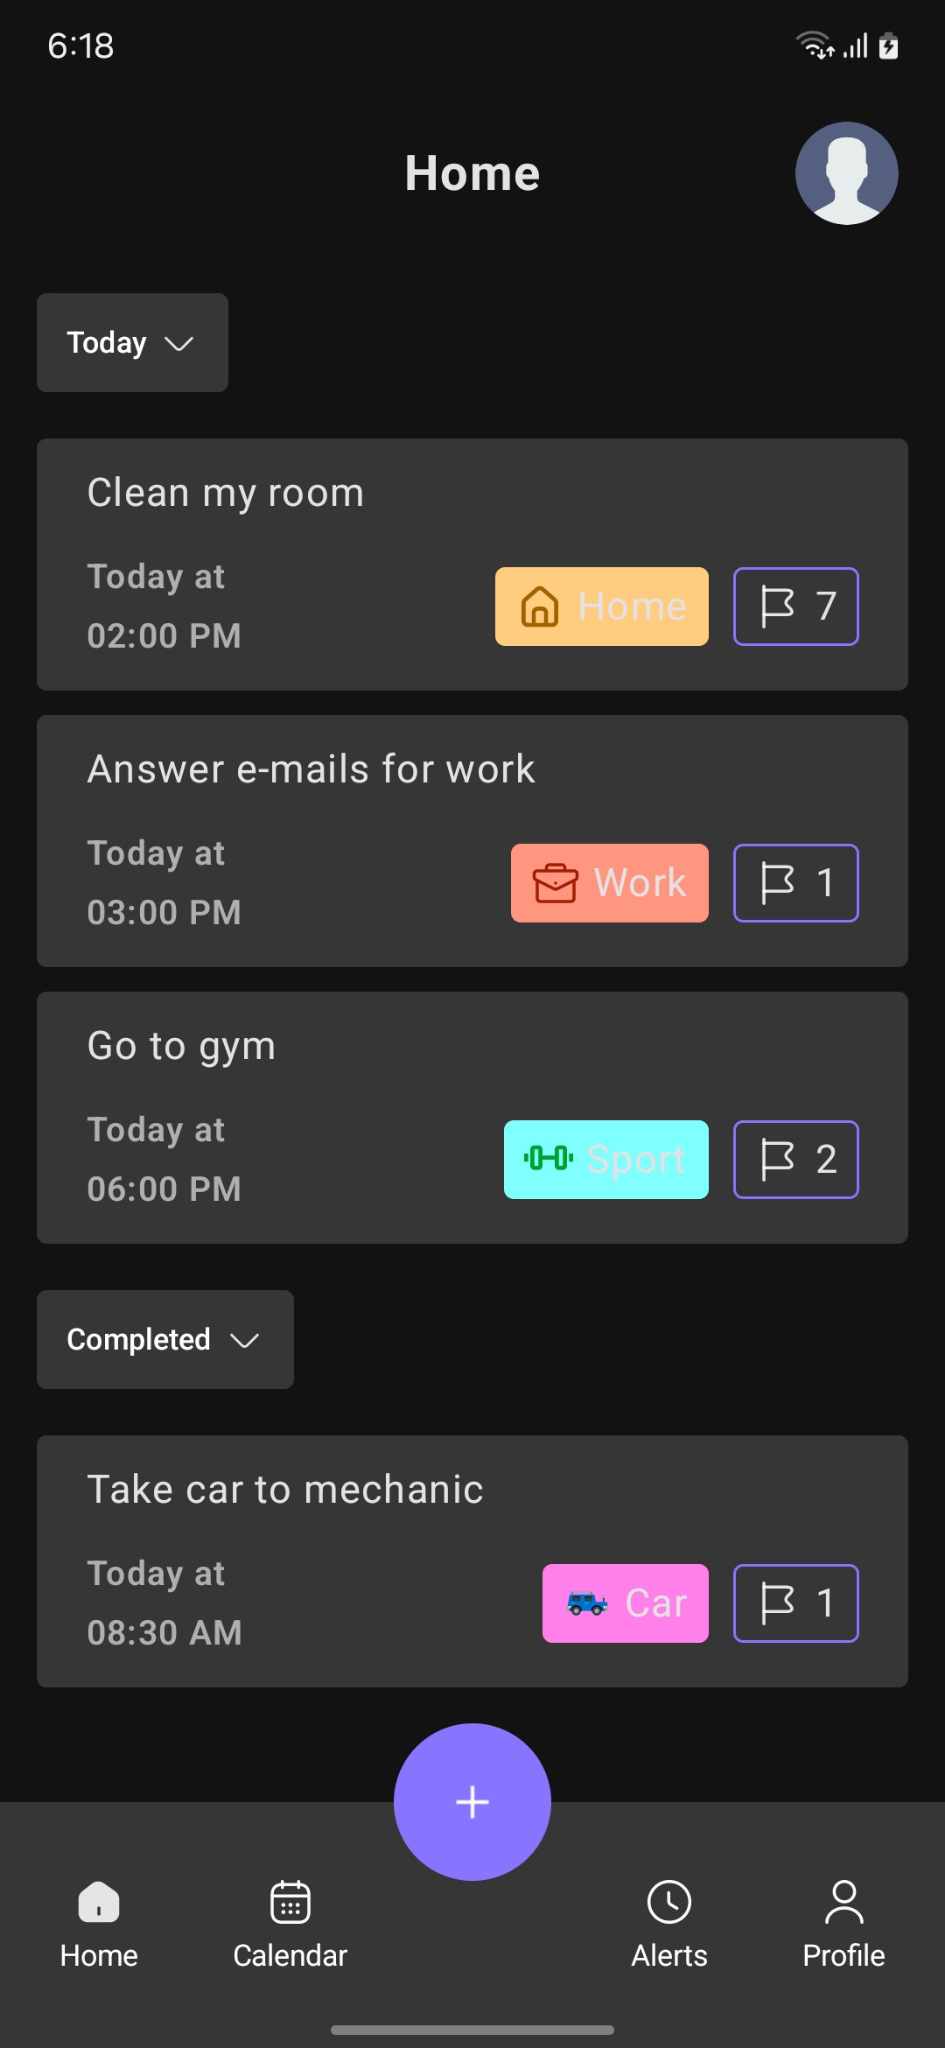 6:18
Home
Today
Clean my room
Today at
02:00 PM
Home
7
Answer e-mails for work
Today at
03:00 PM
Work
1
Go to gym
Today at
06:00 PM
Sport
2
Completed
Take car to mechanic
Today at
08:30 AM
Car
1
+
Home
Calendar
Alerts
Profile